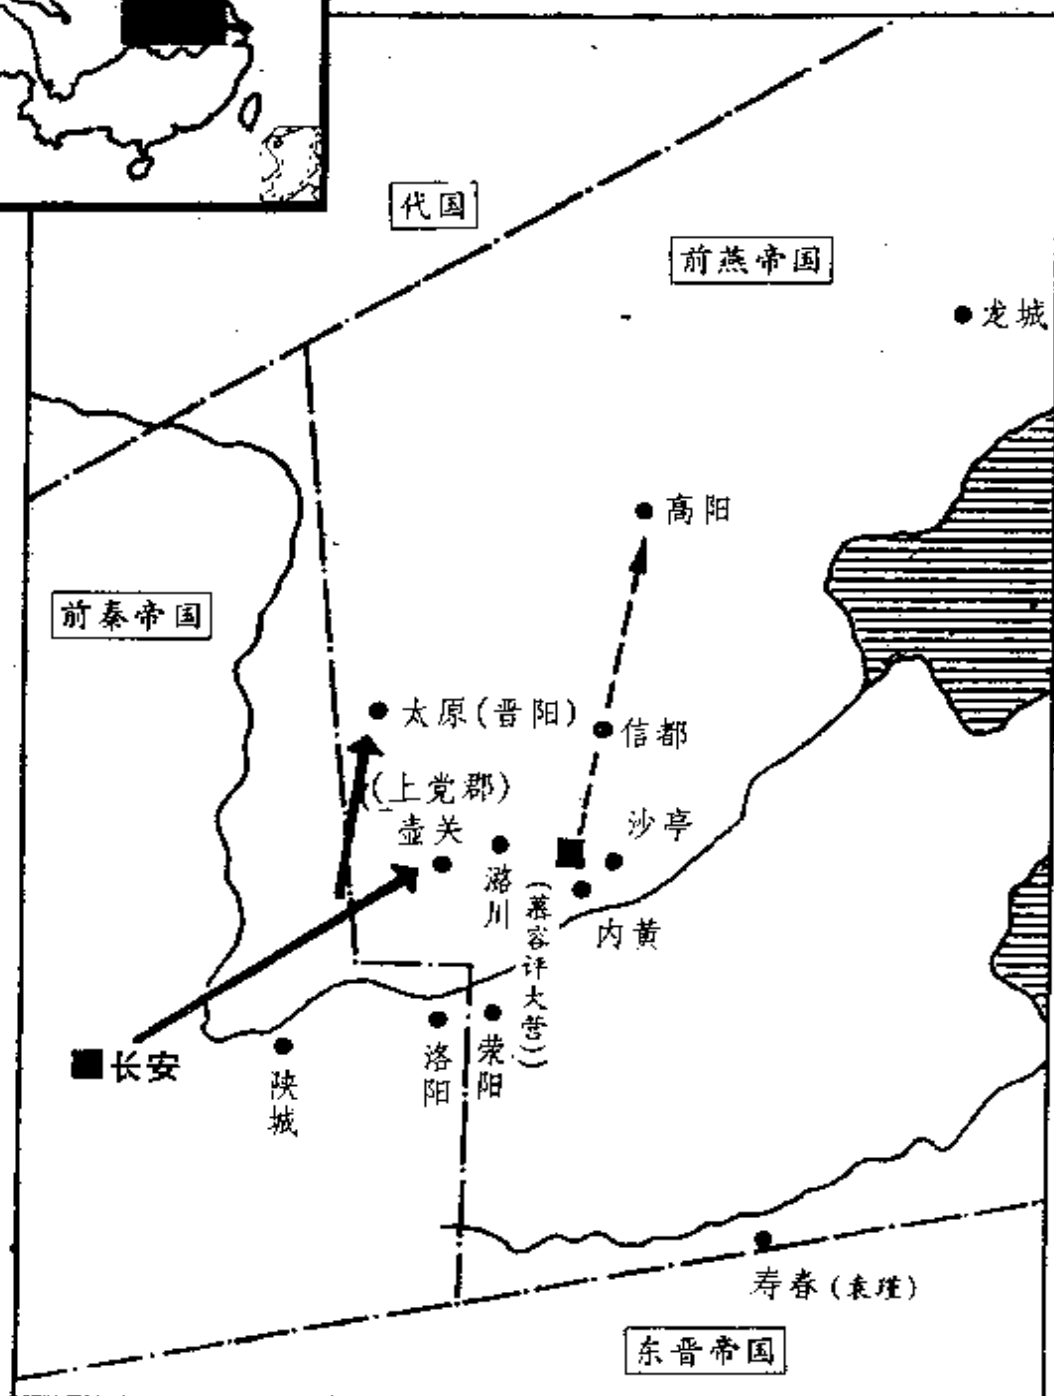 代国
前燕帝国
龙城
高阳
前秦帝国
太原(晋阳)
信都
(上党郡)
壶关
沙亭
潞川
(慕容评大营)
内黄
长安
陕城
洛阳
荥阳
寿春(袁瑾)
东晋帝国